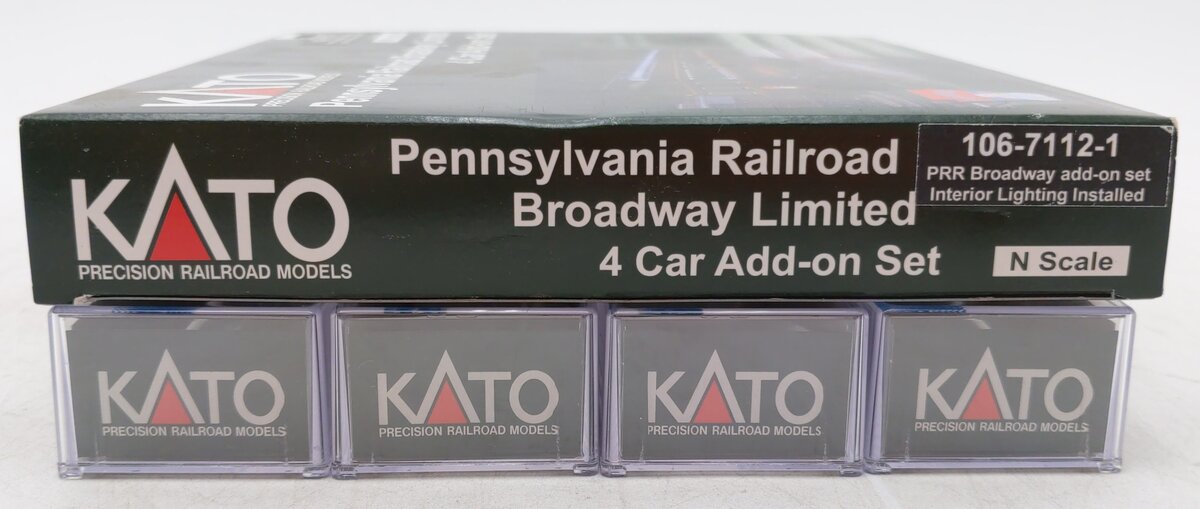 KATO
PRECISION RAILROAD MODELS
Pennsylvania Railroad
Broadway Limited
4 Car Add-on Set
N Scale
106-7112-1
PRR Broadway add-on set
Interior Lighting Installed
KATO
PRECISION RAILROAD MODELS
KATO
PRECISION RAILROAD MODELS
KATO
PRECISION RAILROAD MODELS
KATO
PRECISION RAILROAD MODELS
KATO